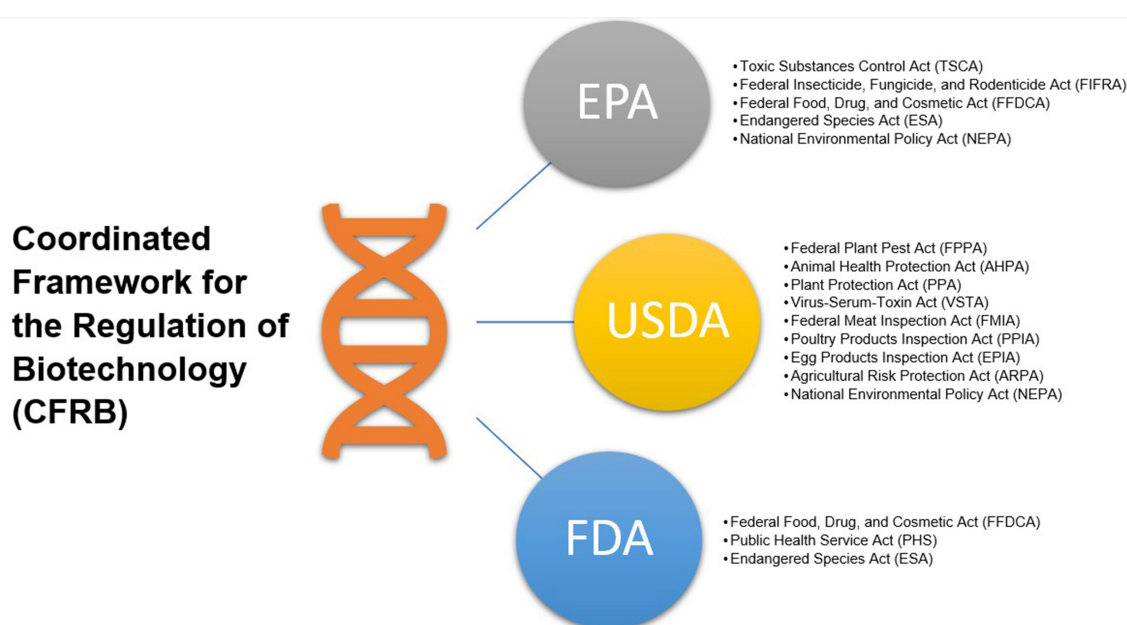 Coordinated
Framework for
the Regulation of
Biotechnology
(CFRB)
EPA
•Toxic Substances Control Act (TSCA)
•Federal Insecticide, Fungicide, and Rodenticide Act (FIFRA)
•Federal Food, Drug, and Cosmetic Act (FFDCA)
•Endangered Species Act (ESA)
•National Environmental Policy Act (NEPA)
USDA
•Federal Plant Pest Act (FPPA)
•Animal Health Protection Act (AHPA)
•Plant Protection Act (PPA)
•Virus-Serum-Toxin Act (VSTA)
•Federal Meat Inspection Act (FMIA)
•Poultry Products Inspection Act (PPIA)
•Egg Products Inspection Act (EPIA)
•Agricultural Risk Protection Act (ARPA)
•National Environmental Policy Act (NEPA)
FDA
•Federal Food, Drug, and Cosmetic Act (FFDCA)
•Public Health Service Act (PHS)
•Endangered Species Act (ESA)